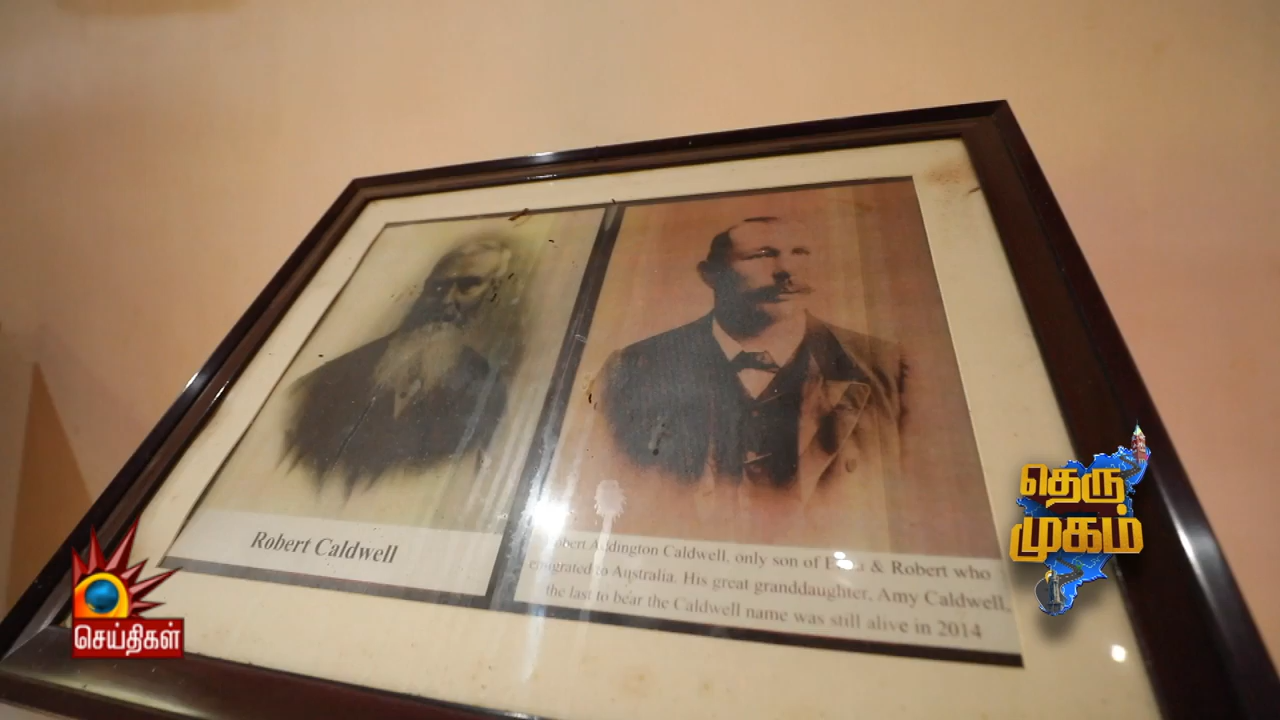 Robert Caldwell
Addington Caldwell, only son of & Robert who
to Australia. His great granddaughter, Amy Caldwell,
the last to bear the Caldwell name was still alive in 2014
தெரு
முகம்
செய்திகள்